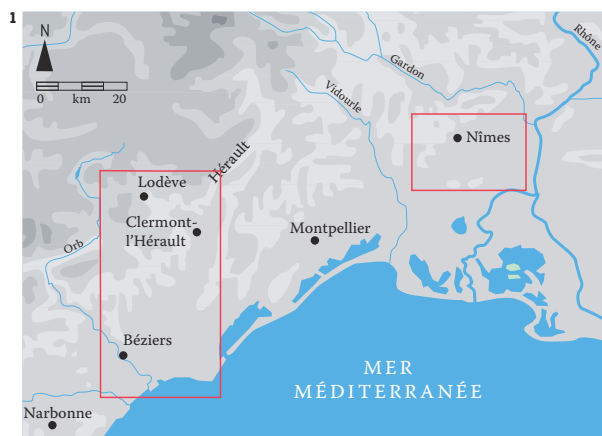 1
N
0 km 20
Rhône
Gardon
Vidourle
Nîmes
Hérault
Lodève
Clermont-
l'Hérault
Montpellier
Orb
Béziers
MER
MÉDITERRANÉE
Narbonne